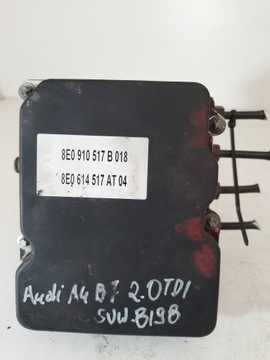 8E0 910 517 B 018
8E0 614 517 AT 04
Audi A4 B7 2.0TDI
SVW-B198